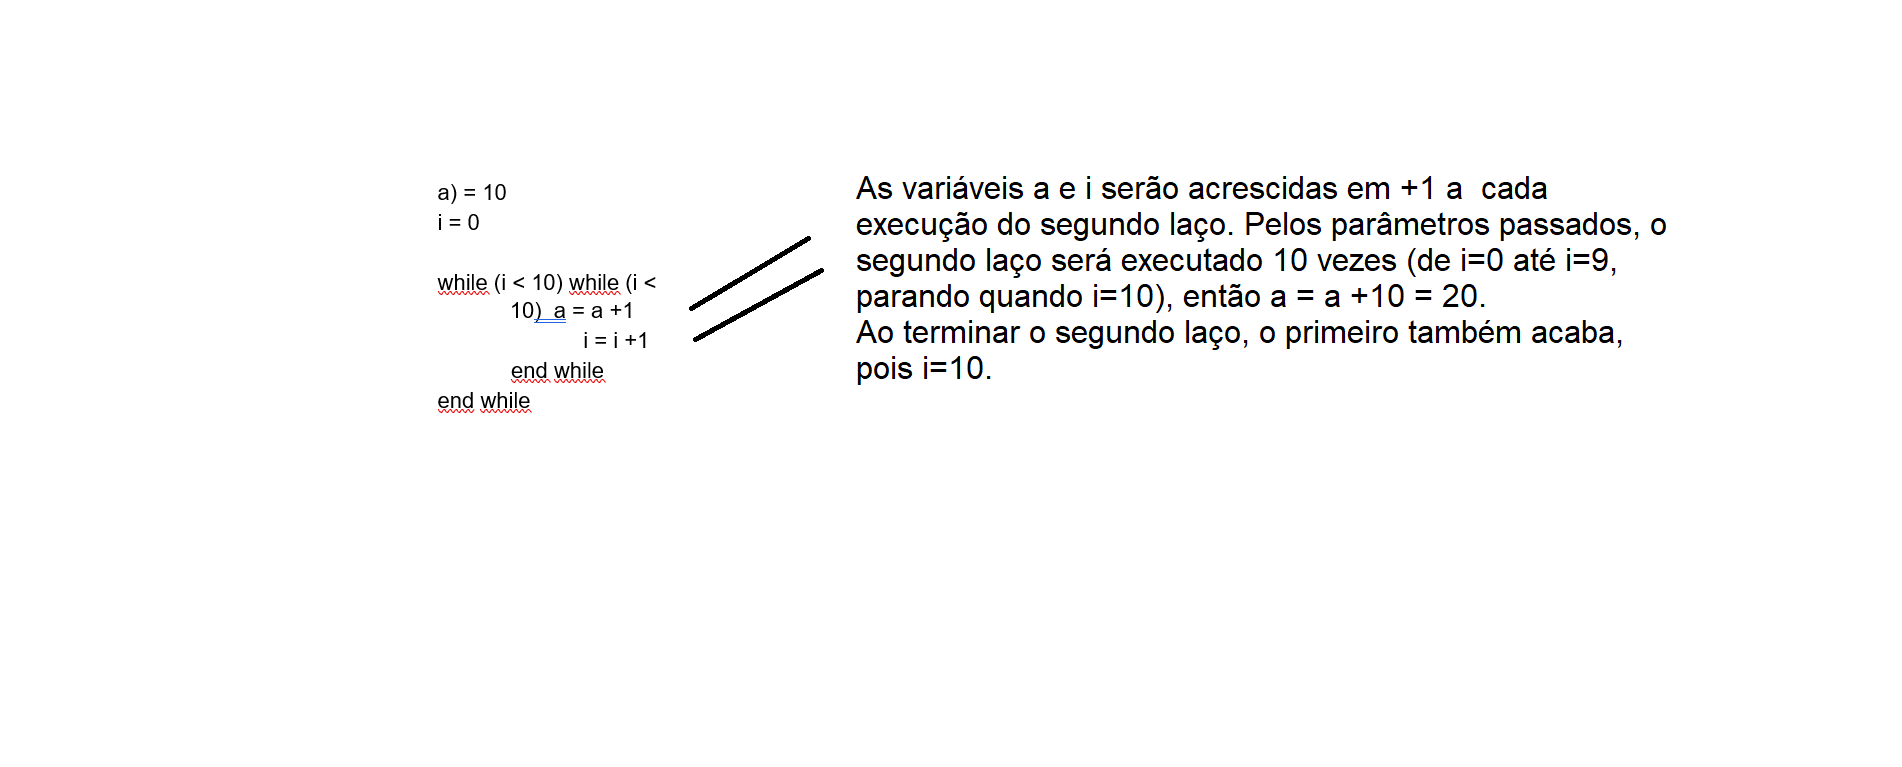 a) = 10
i = 0
while (i < 10) while (i <
10)  a = a +1
i = i +1
end while
end while
As variáveis a e i serão acrescidas em +1 a  cada
execução do segundo laço. Pelos parâmetros passados, o
segundo laço será executado 10 vezes (de i=0 até i=9,
parando quando i=10), então a = a +10 = 20.
Ao terminar o segundo laço, o primeiro também acaba,
pois i=10.